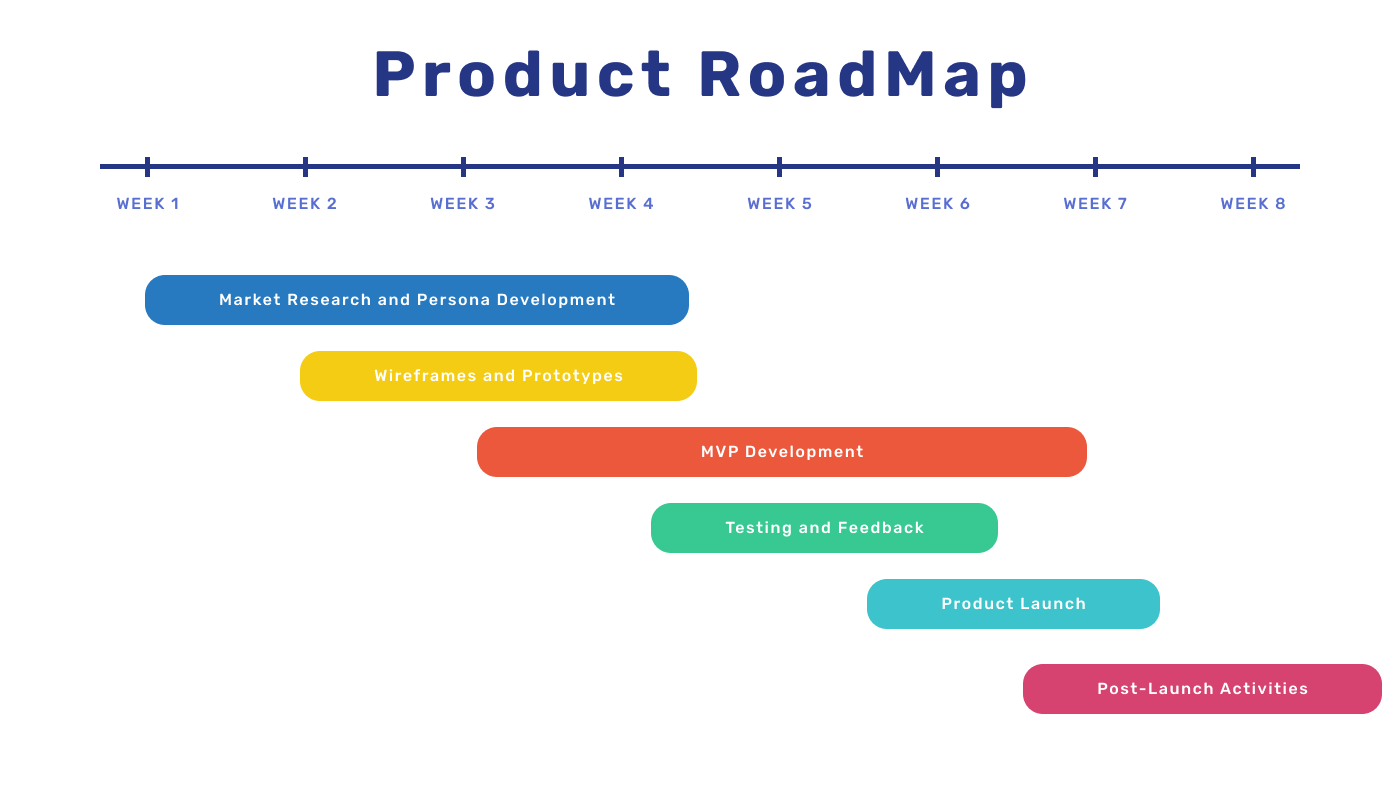 Product RoadMap
WEEK 1 WEEK 2 WEEK 3 WEEK 4 WEEK 5 WEEK 6 WEEK 7 WEEK 8
Market Research and Persona Development
Wireframes and Prototypes
MVP Development
Testing and Feedback
Product Launch
Post-Launch Activities